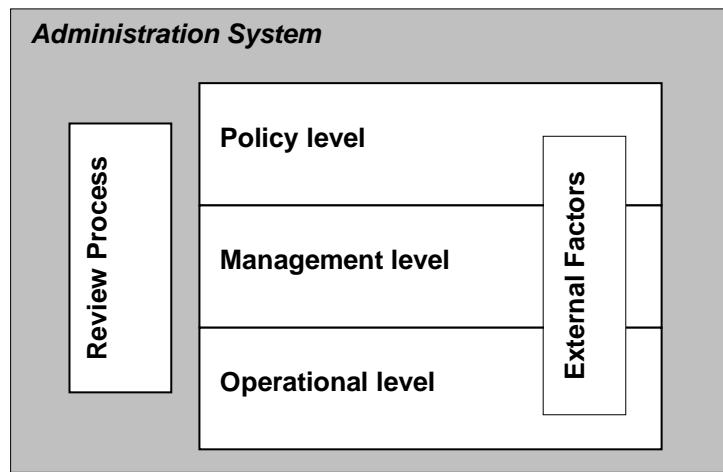 Administration System
Review Process
Policy level
Management level
Operational level
External Factors